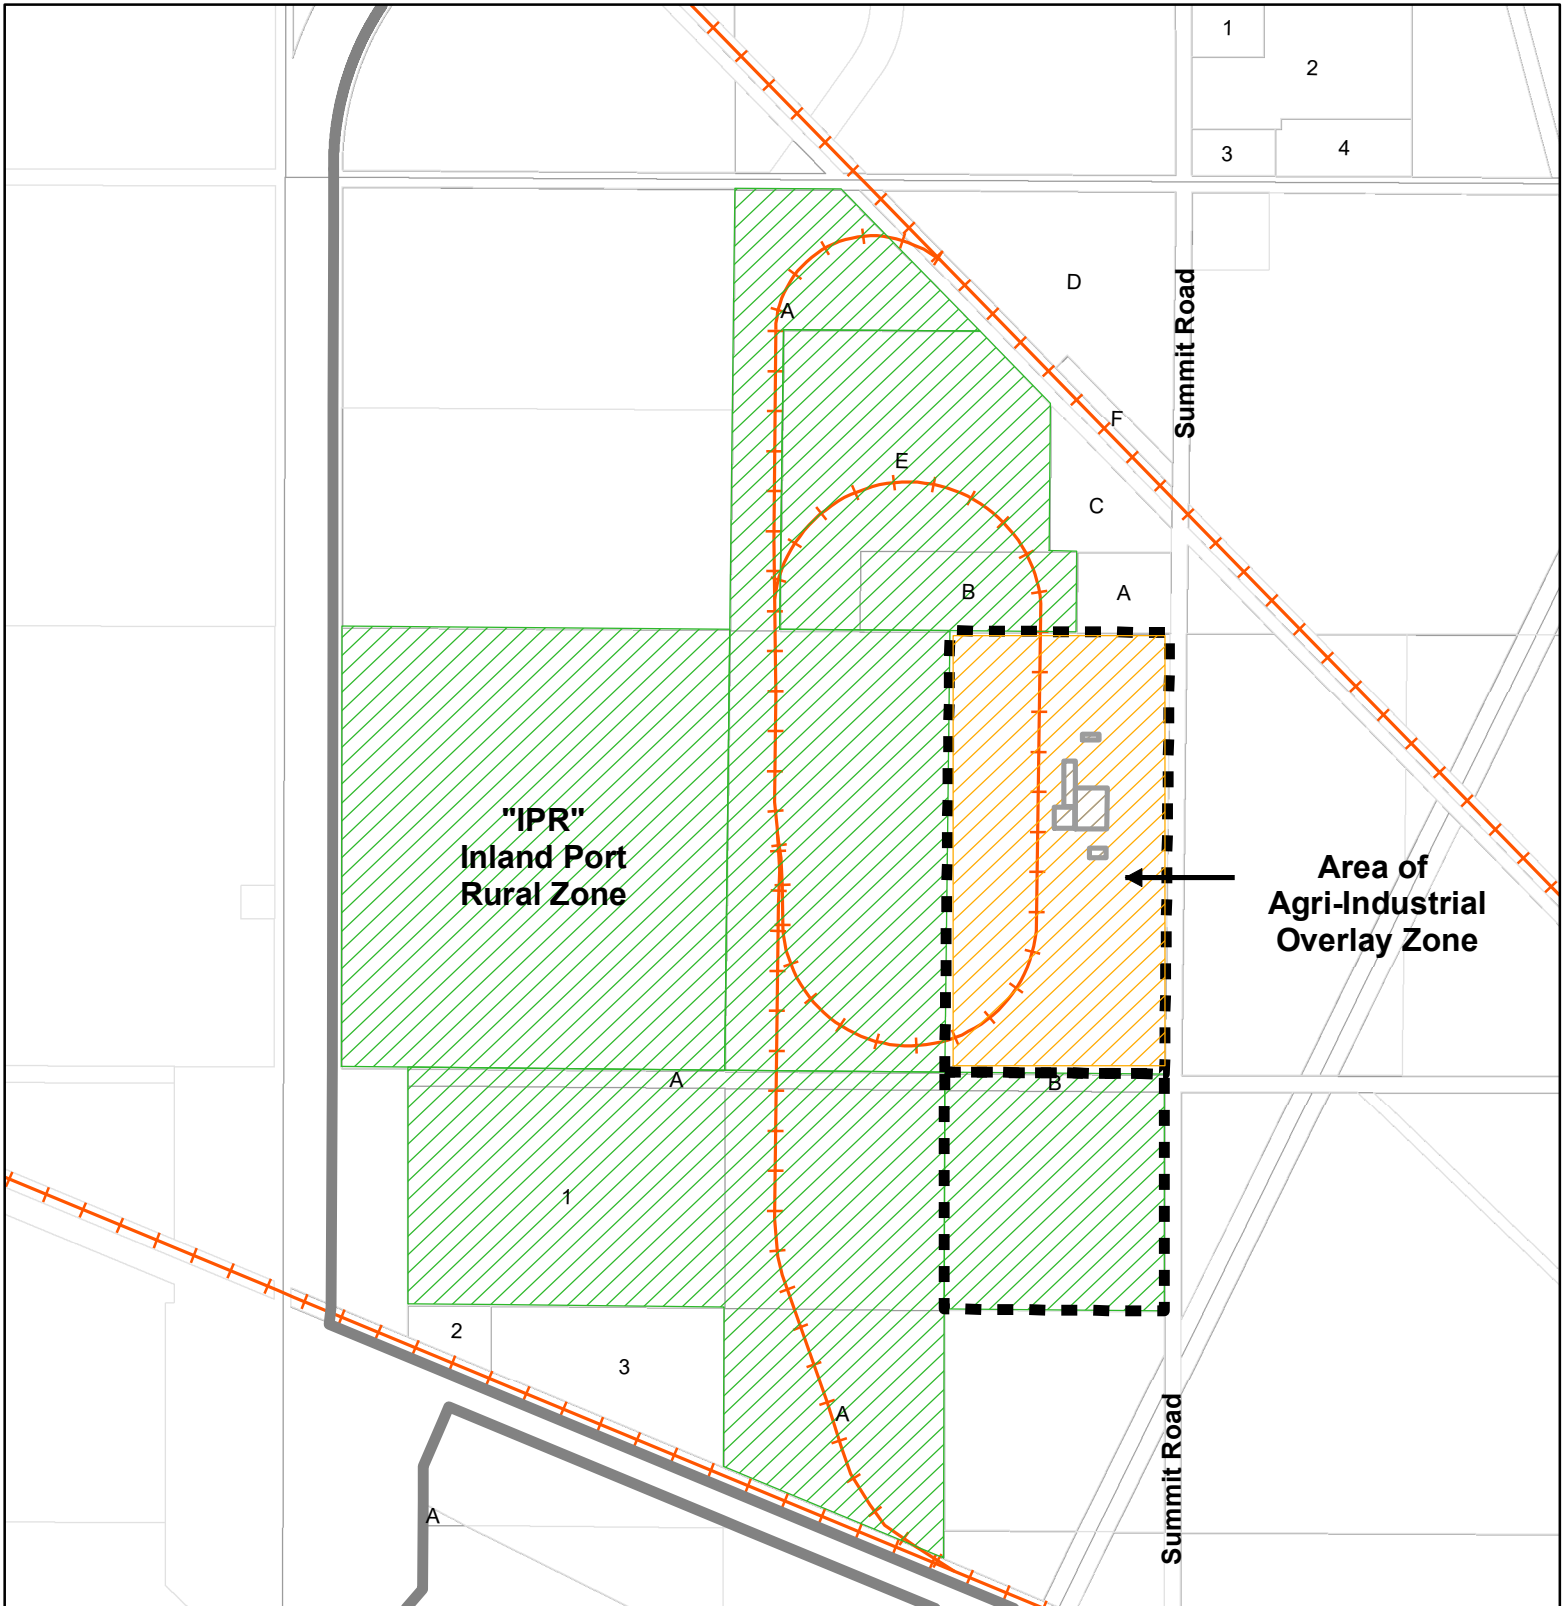 1
2
3
4
D
Summit Road
A
F
E
C
B
A
"IPR"
Inland Port
Rural Zone
Area of
Agri-Industrial
Overlay Zone
A
B
1
2
3
A
Summit Road
A